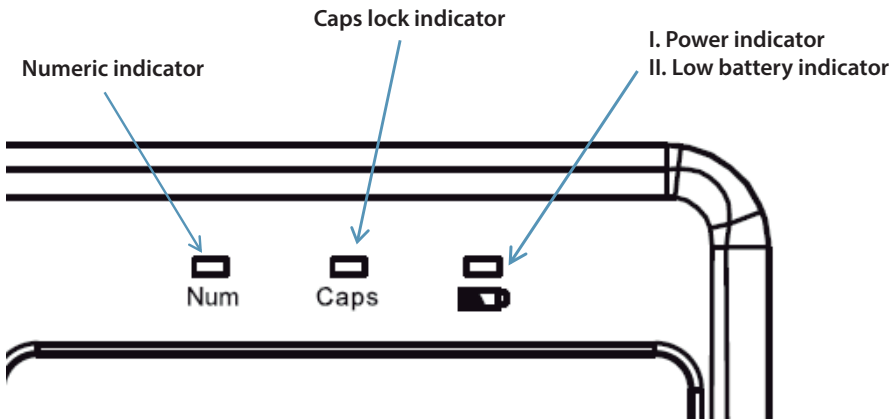 Caps lock indicator
I. Power indicator
II. Low battery indicator
Numeric indicator
Num
Caps